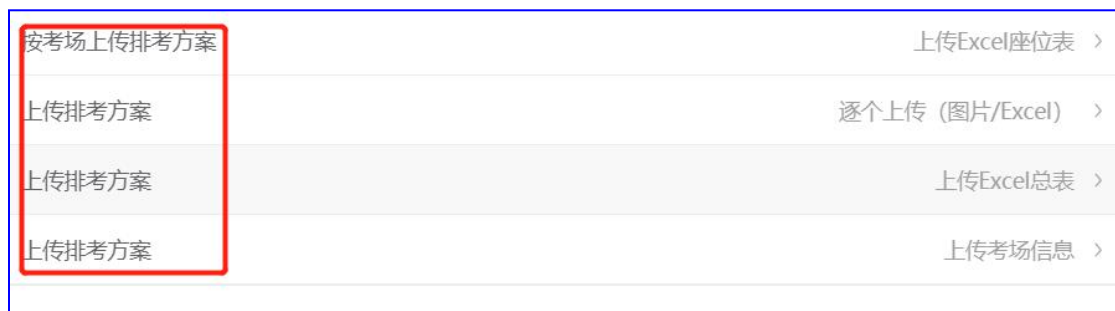 按考场上传排考方案 上传Excel座位表 >
上传排考方案 逐个上传（图片/Excel） >
上传排考方案 上传Excel总表 >
上传排考方案 上传考场信息 >